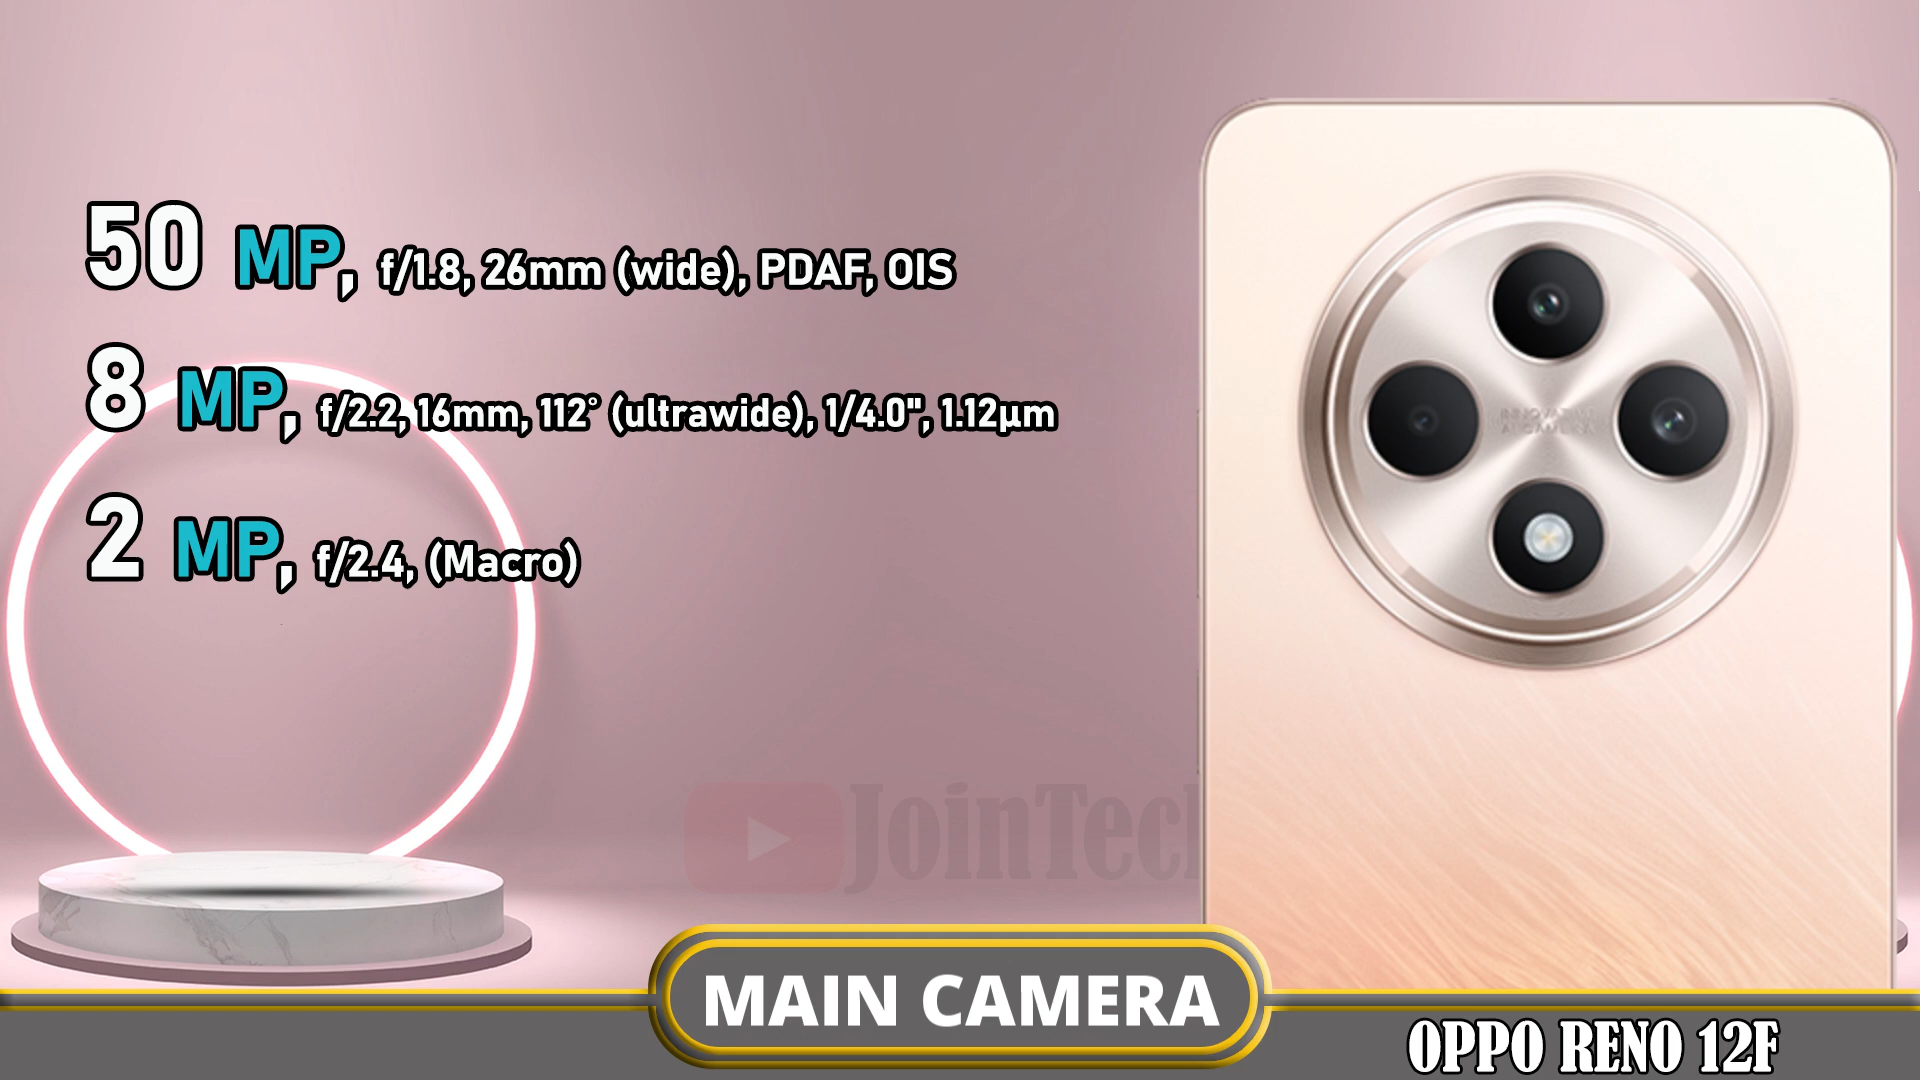 50 MP, f/1.8, 26mm (wide), PDAF, OIS
8 MP, f/2.2, 16mm, 112° (ultrawide), 1/4.0", 1.12µm
2 MP, f/2.4, (Macro)
JoinTec
MAIN CAMERA
OPPO RENO 12F